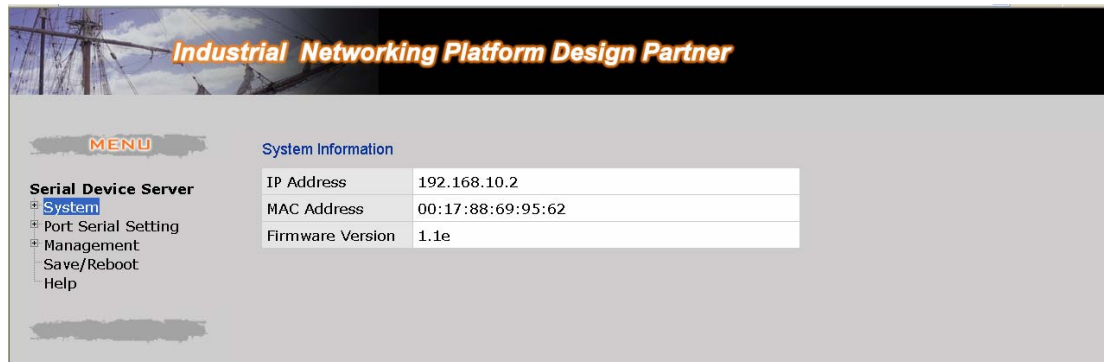 Industrial Networking Platform Design Partner
MENU
Serial Device Server
System
Port Serial Setting
Management
Save/Reboot
Help
System Information
IP Address 192.168.10.2
MAC Address 00:17:88:69:95:62
Firmware Version 1.1e